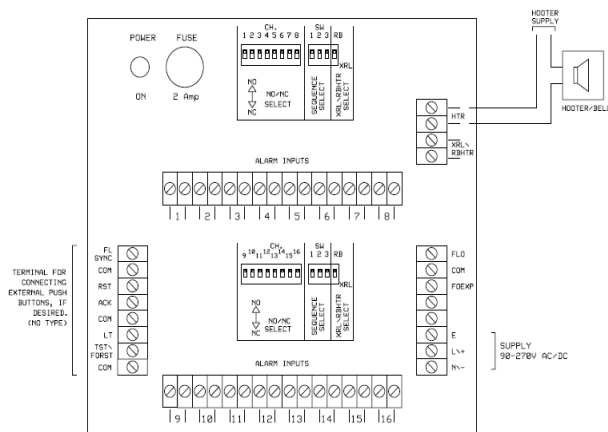 HOOTER
SUPPLY
POWER
ON
FUSE
2 Amp
CH.
1 2 3 4 5 6 7 8
SW
1 2 3
RB
XRL
NO
NC
NO/NC
SELECT
SEQUENCE
SELECT
XRL\RBHTR
SELECT
HOOTER/BELL
HTR
XRL\
RBHTR
ALARM INPUTS
1 2 3 4 5 6 7 8
TERMINAL FOR
CONNECTING
EXTERNAL PUSH
BUTTONS, IF
DESIRED.
(NO TYPE)
FL
SYNC
COM
RST
ACK
COM
LT
TST\
FORST
COM
CH.
9 10 11 12 13 14 15 16
SW
1 2 3
RB
XRL
NO
NC
NO/NC
SELECT
SEQUENCE
SELECT
XRL\RBHTR
SELECT
FLO
COM
FOEXP
E
L\+
N\-
SUPPLY
90-270V AC/DC
ALARM INPUTS
9 10 11 12 13 14 15 16